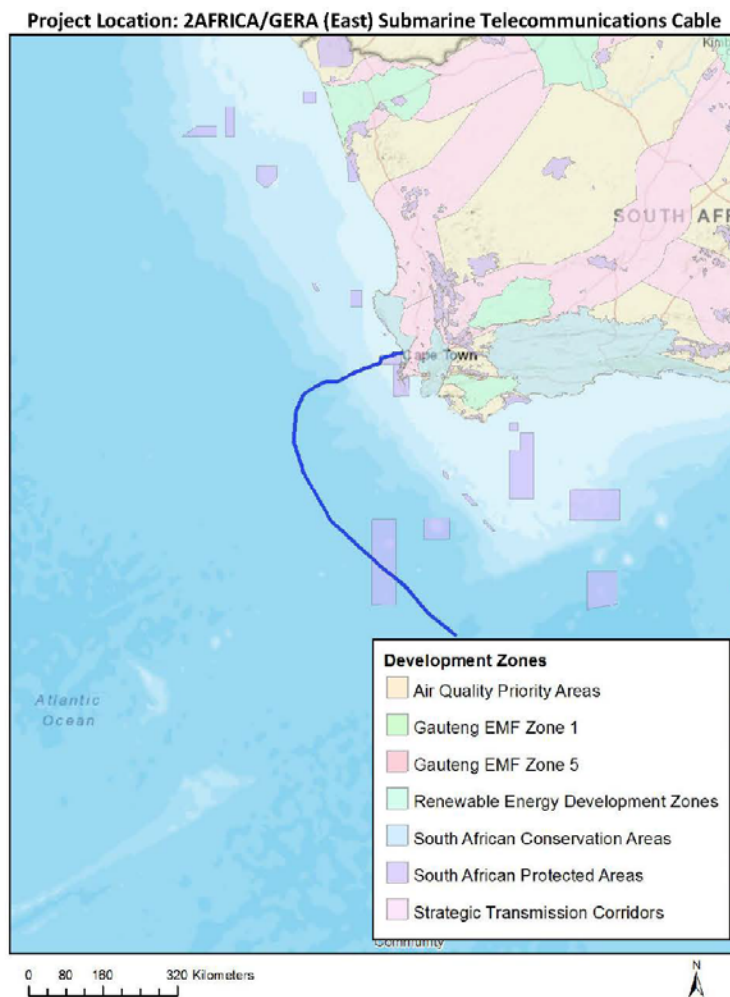 Project Location: 2AFRICA/GERA (East) Submarine Telecommunications Cable
SOUTH AFR
Cape Town
Atlantic
Ocean
Development Zones
Air Quality Priority Areas
Gauteng EMF Zone 1
Gauteng EMF Zone 5
Renewable Energy Development Zones
South African Conservation Areas
South African Protected Areas
Strategic Transmission Corridors
Community
0 80 160 320 Kilometers
N